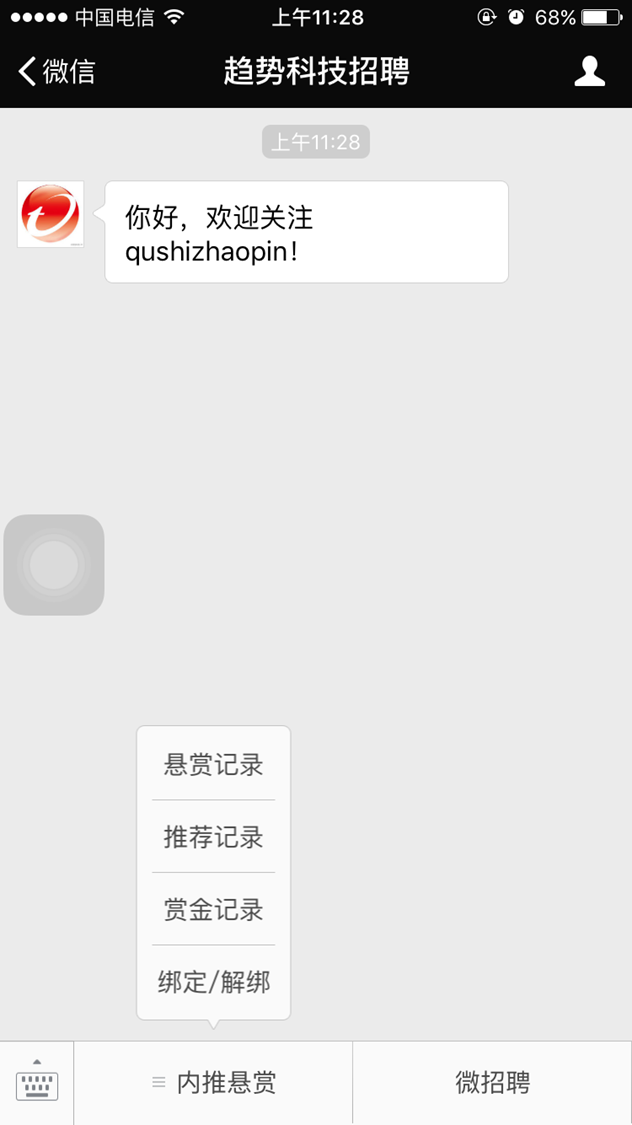 中国电信 上午11:28 68%
微信 趋势科技招聘
上午11:28
你好，欢迎关注
qushizhaopin！
悬赏记录
推荐记录
赏金记录
绑定/解绑
内推悬赏 微招聘